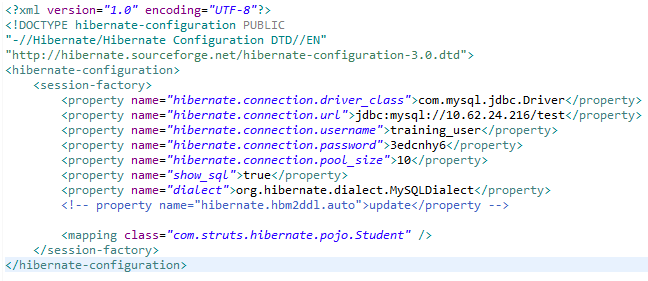 <?xml version="1.0" encoding="UTF-8"?>
<!DOCTYPE hibernate-configuration PUBLIC
"-//Hibernate/Hibernate Configuration DTD//EN"
"http://hibernate.sourceforge.net/hibernate-configuration-3.0.dtd">
<hibernate-configuration>
    <session-factory>
        <property name="hibernate.connection.driver_class">com.mysql.jdbc.Driver</property>
        <property name="hibernate.connection.url">jdbc:mysql://10.62.24.216/test</property>
        <property name="hibernate.connection.username">training_user</property>
        <property name="hibernate.connection.password">3edcnhy6</property>
        <property name="hibernate.connection.pool_size">10</property>
        <property name="show_sql">true</property>
        <property name="dialect">org.hibernate.dialect.MySQLDialect</property>
        <!-- property name="hibernate.hbm2ddl.auto">update</property -->
        <mapping class="com.struts.hibernate.pojo.Student" />
    </session-factory>
</hibernate-configuration>